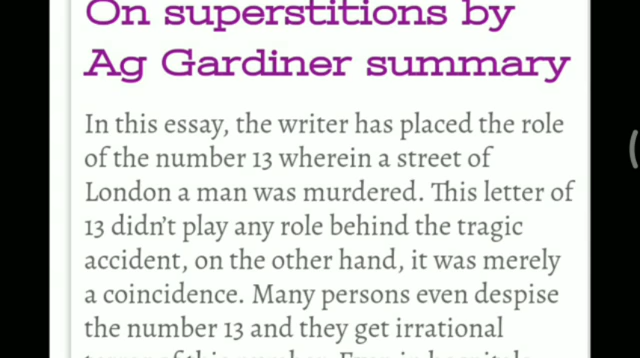 On superstitions by
Ag Gardiner summary
In this essay, the writer has placed the role
of the number 13 wherein a street of
London a man was murdered. This letter of
13 didn't play any role behind the tragic
accident, on the other hand, it was merely
a coincidence. Many persons even despise
the number 13 and they get irrational